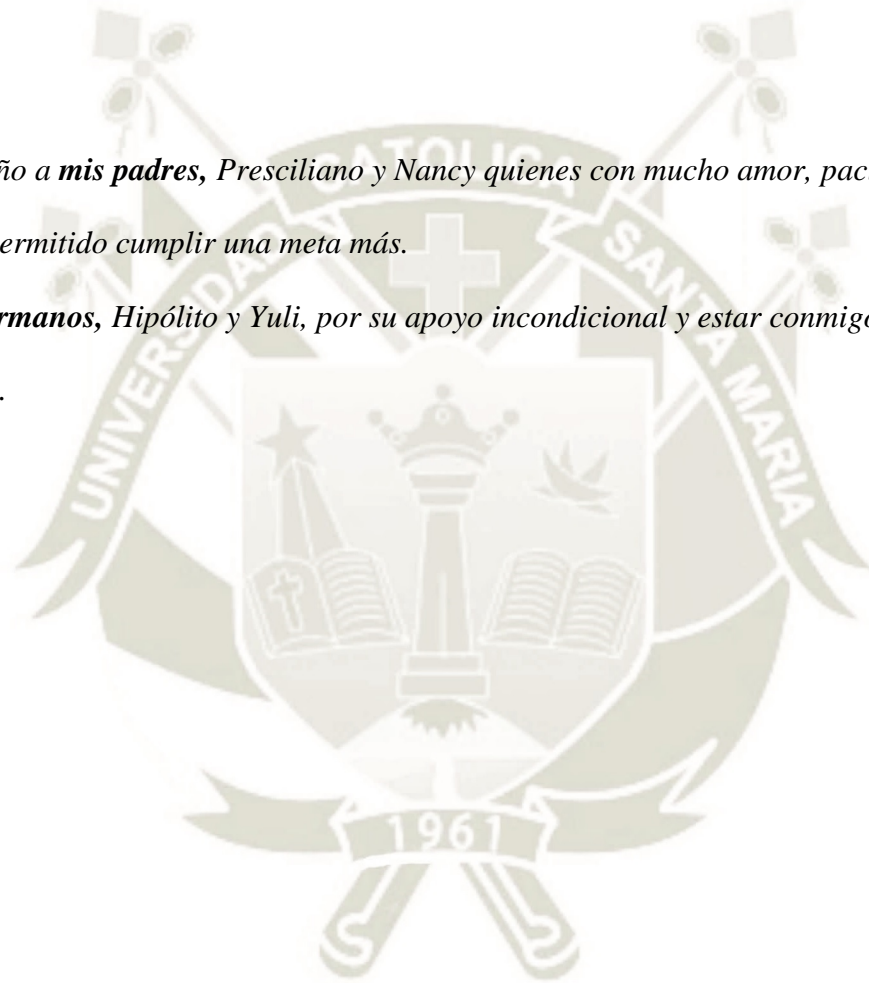 ño a mis padres, Presciliano y Nancy quienes con mucho amor, pac
ermitido cumplir una meta más.
rmanos, Hipólito y Yuli, por su apoyo incondicional y estar conmigo
.
UNIVERSIDAD CATOLICA SANTA MARIA
1961